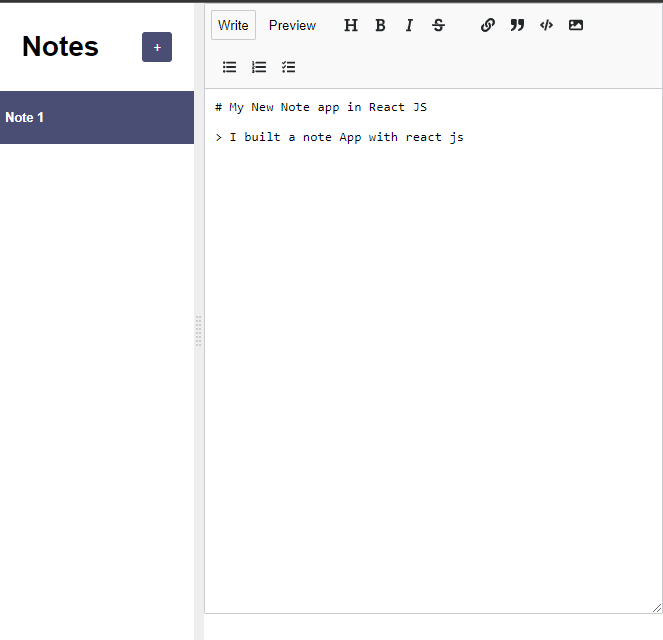 Notes
+
Note 1
Write Preview H B I S
# My New Note app in React JS
> I built a note App with react js